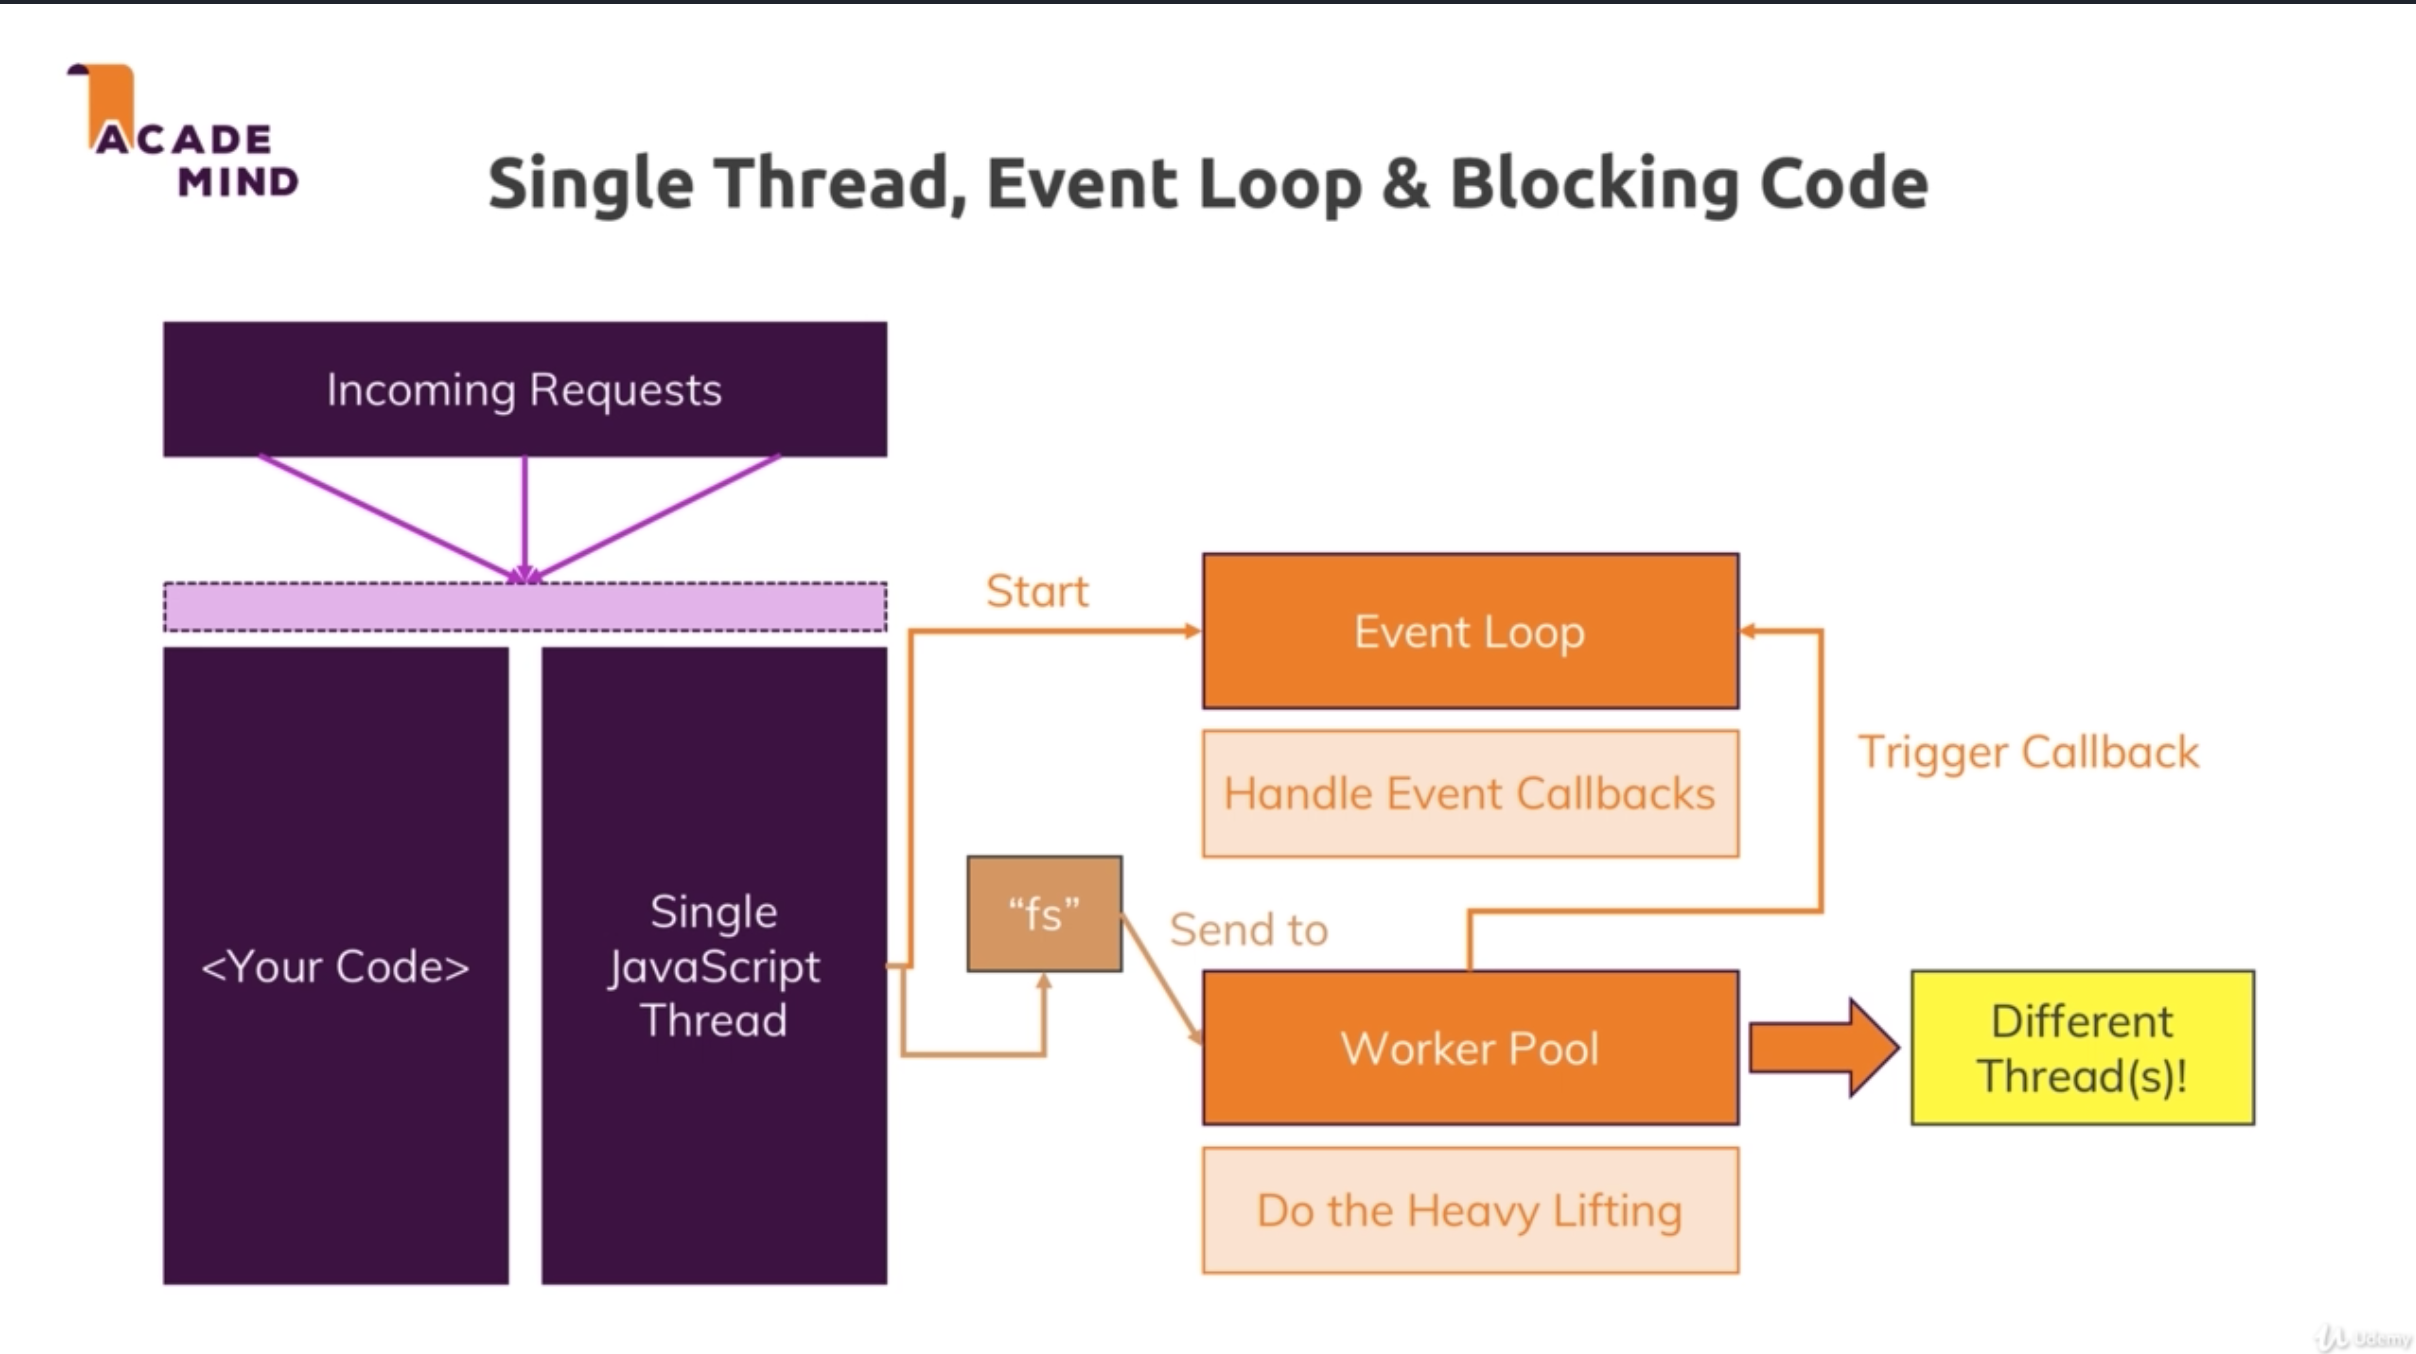 ACADE
MIND
Single Thread, Event Loop & Blocking Code
Incoming Requests
<Your Code>
Single
JavaScript
Thread
Start
Event Loop
Handle Event Callbacks
Trigger Callback
“fs”
Send to
Worker Pool
Different
Thread(s)!
Do the Heavy Lifting
Udemy